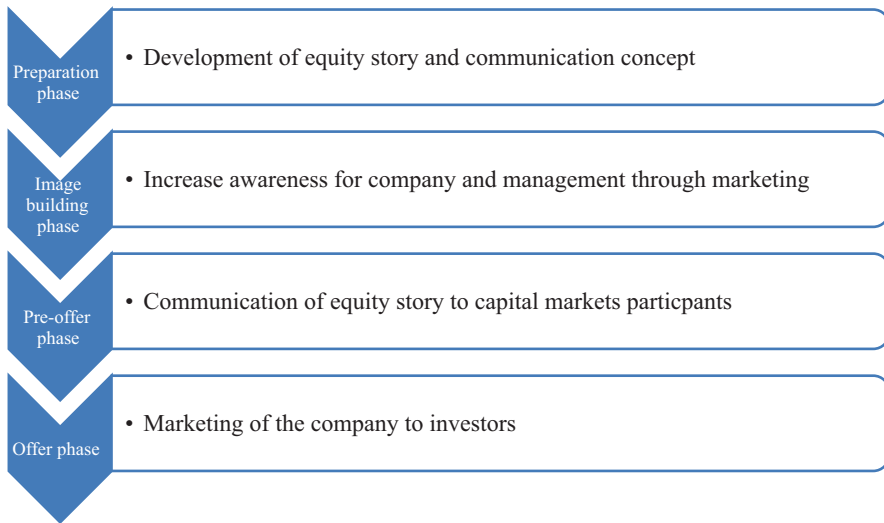 Preparation
phase
• Development of equity story and communication concept
Image
building
phase
• Increase awareness for company and management through marketing
Pre-offer
phase
• Communication of equity story to capital markets particpants
Offer phase
• Marketing of the company to investors